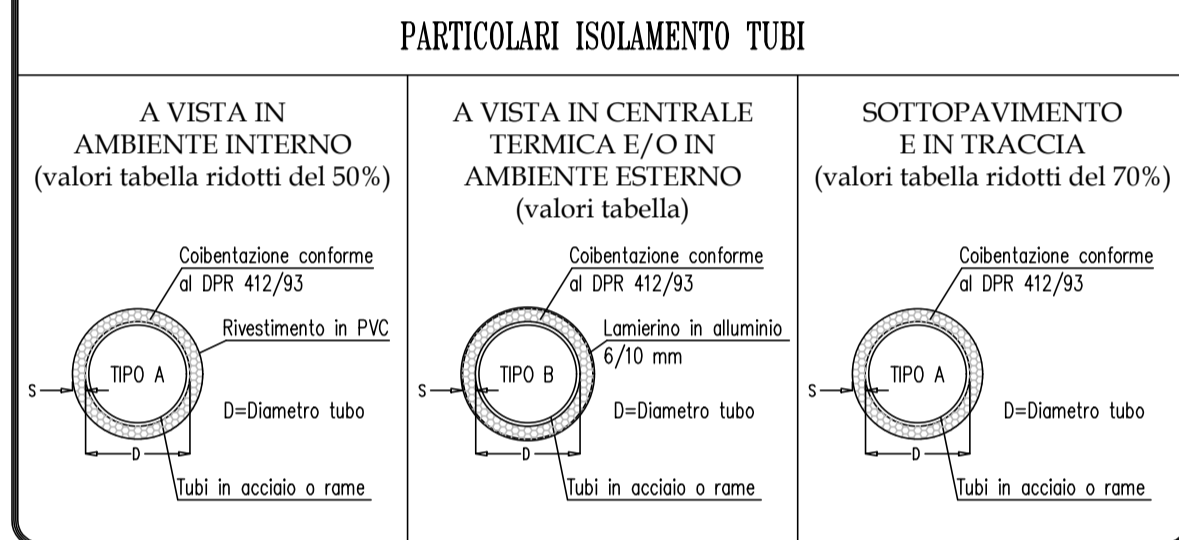 PARTICOLARI ISOLAMENTO TUBI
A VISTA IN
AMBIENTE INTERNO
(valori tabella ridotti del 50%)
Coibentazione conforme
al DPR 412/93
Rivestimento in PVC
TIPO A
S
D=Diametro tubo
D
Tubi in acciaio o rame
A VISTA IN CENTRALE
TERMICA E/O IN
AMBIENTE ESTERNO
(valori tabella)
Coibentazione conforme
al DPR 412/93
Lamierino in alluminio
6/10 mm
TIPO B
S
D=Diametro tubo
D
Tubi in acciaio o rame
SOTTOPAVIMENTO
E IN TRACCIA
(valori tabella ridotti del 70%)
Coibentazione conforme
al DPR 412/93
TIPO A
S
D=Diametro tubo
D
Tubi in acciaio o rame